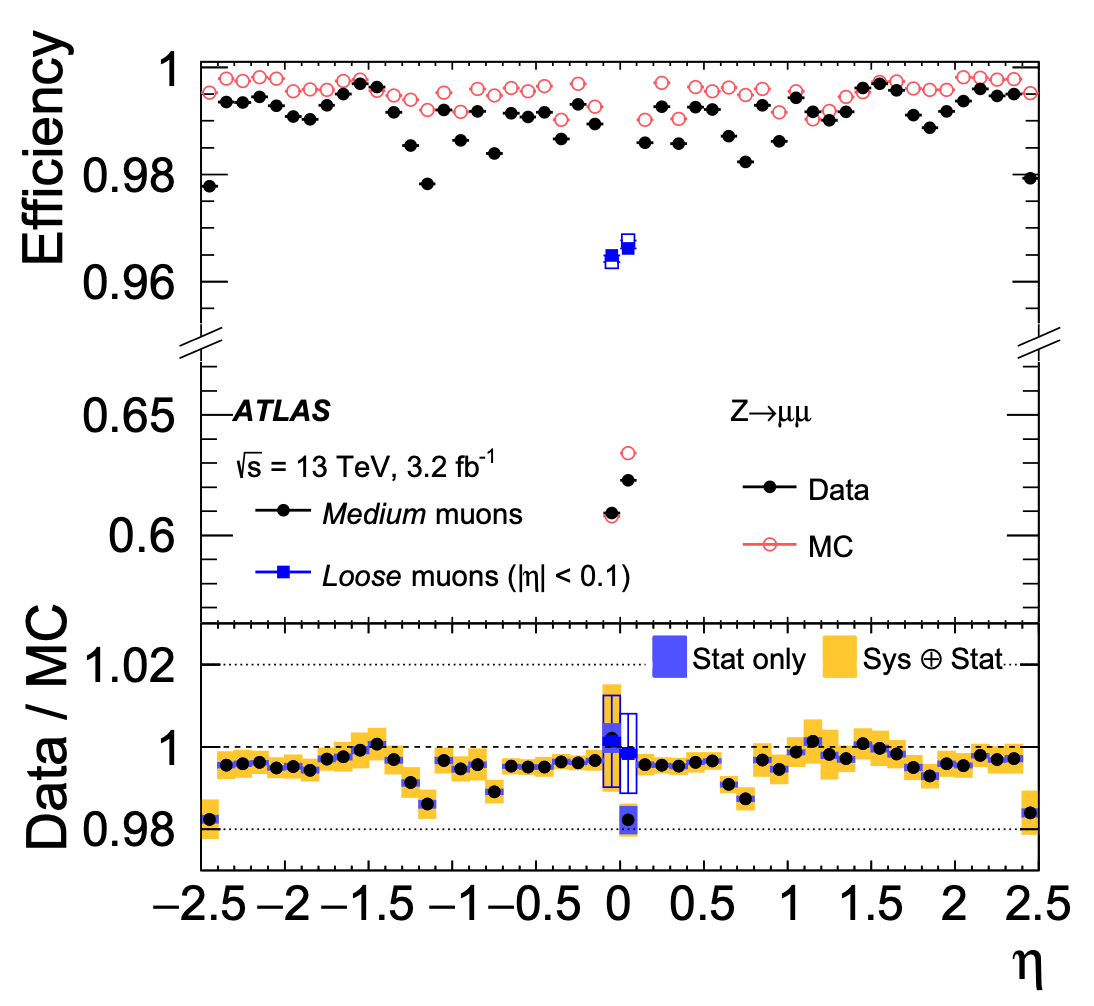 Efficiency
1
0.98
0.96
0.65
0.6
ATLAS
√s = 13 TeV, 3.2 fb⁻¹
Medium muons
Loose muons (|η| < 0.1)
Z→μμ
Data
MC
Data / MC
1.02
1
0.98
Stat only
Sys ⊕ Stat
−2.5 −2 −1.5 −1 −0.5 0 0.5 1 1.5 2 2.5
η